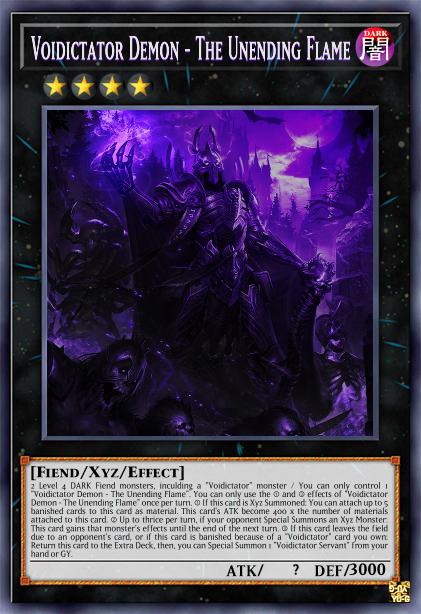 VOIDICTATOR DEMON - THE UNENDING FLAME
DARK
闇
[FIEND/XYZ/EFFECT]
2 Level 4 DARK Fiend monsters, inculding a "Voidictator" monster / You can only control 1
"Voidictator Demon - The Unending Flame". You can only use the ① and ③ effects of "Voidictator
Demon - The Unending Flame" once per turn. ① If this card is Xyz Summoned: You can attach up to 5
banished cards to this card as material. This card's ATK become 400 x the number of materials
attached to this card. ② Up to thrice per turn, if your opponent Special Summons an Xyz Monster:
This card gains that monster's effects until the end of the next turn. ③ If this card leaves the field
due to an opponent's card, or if this card is banished because of a "Voidictator" card you own:
Return this card to the Extra Deck, then, you can Special Summon 1 "Voidictator Servant" from your
hand or GY.
ATK/ ? DEF/3000